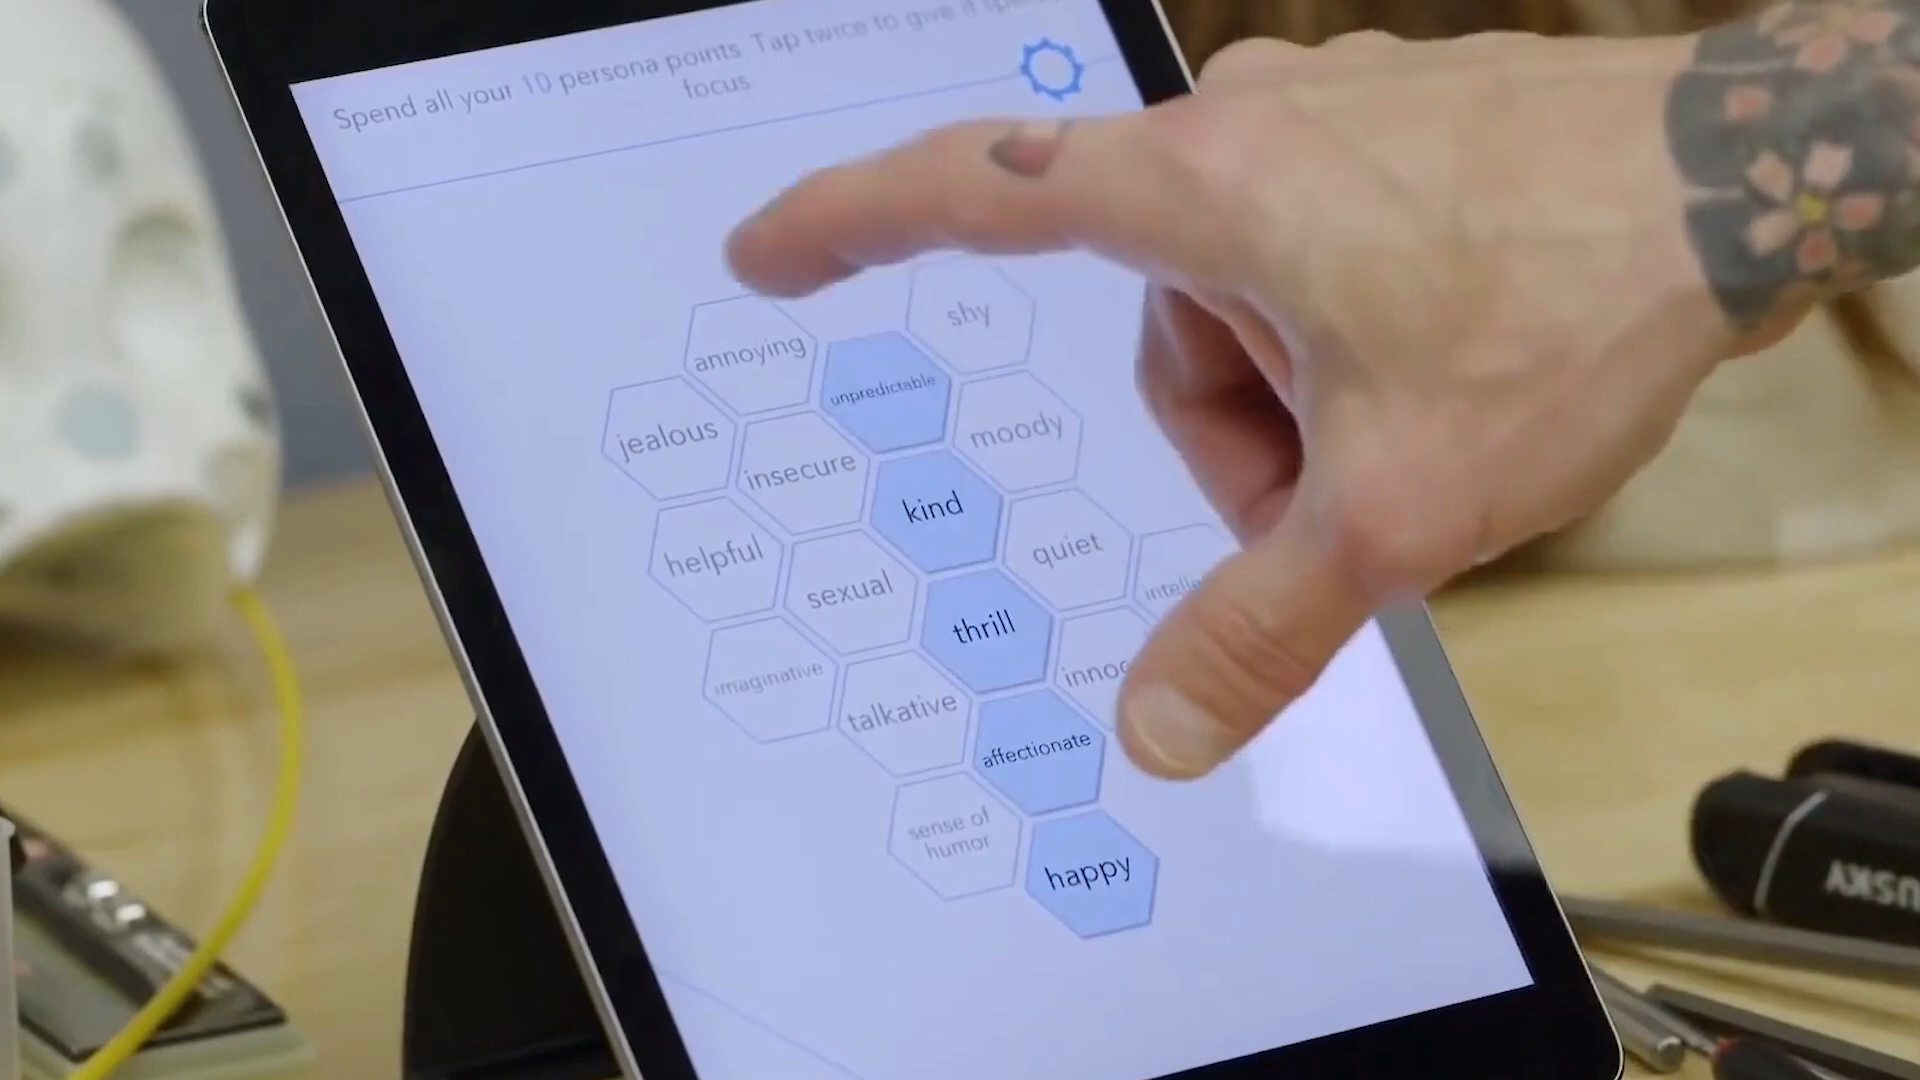 Spend all your 10 persona points Tap twice to give it
focus
shy
annoying
unpredictable
jealous
moody
insecure
kind
helpful
quiet
sexual
thrill
imaginative
talkative
affectionate
sense of
humor
happy